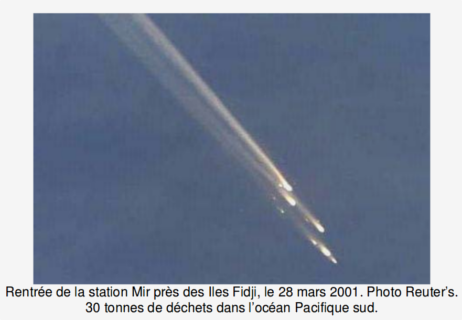 Rentrée de la station Mir près des Iles Fidji, le 28 mars 2001. Photo Reuter's.
30 tonnes de déchets dans l'océan Pacifique sud.